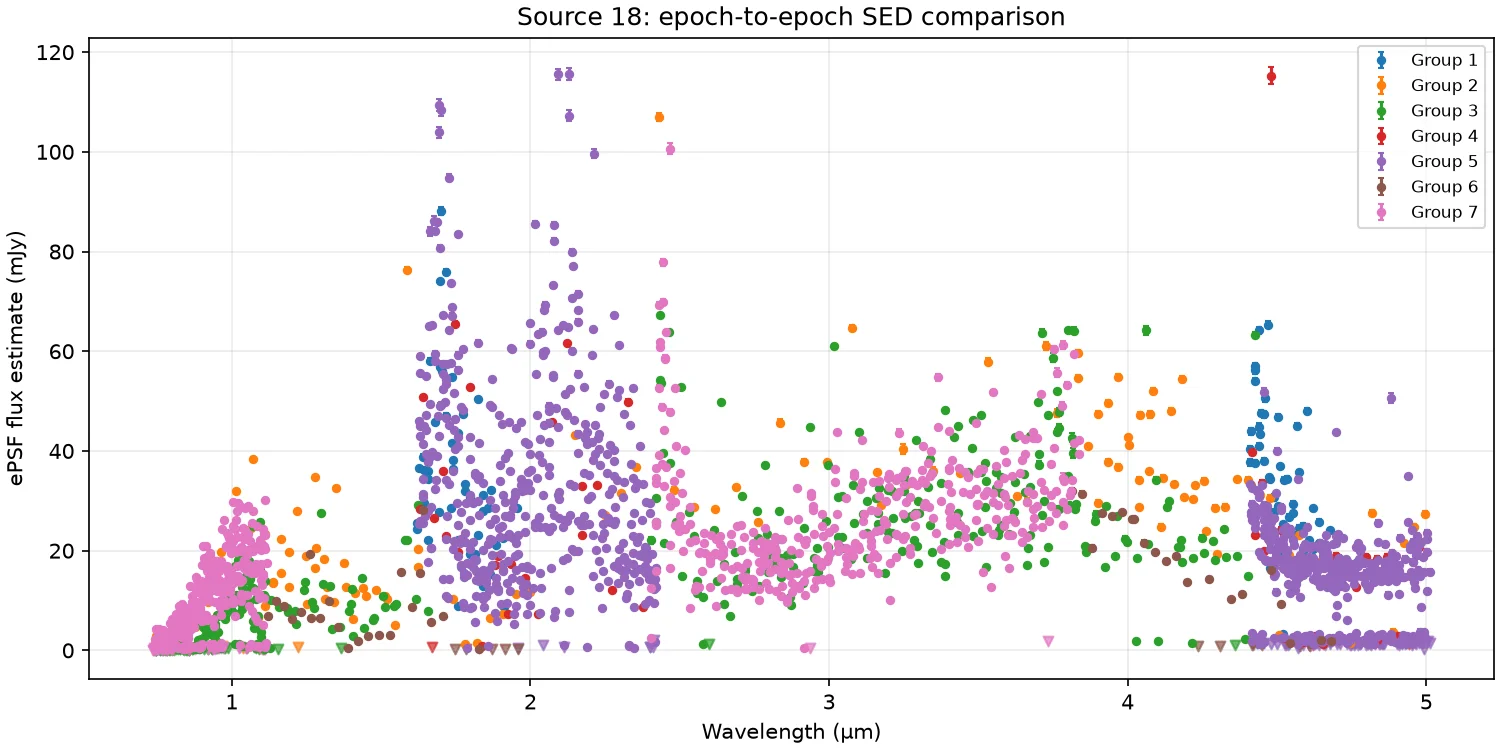 Source 18: epoch-to-epoch SED comparison
ePSF flux estimate (mJy)
120
100
80
60
40
20
0
1
2
3
4
5
Wavelength (μm)
Group 1
Group 2
Group 3
Group 4
Group 5
Group 6
Group 7